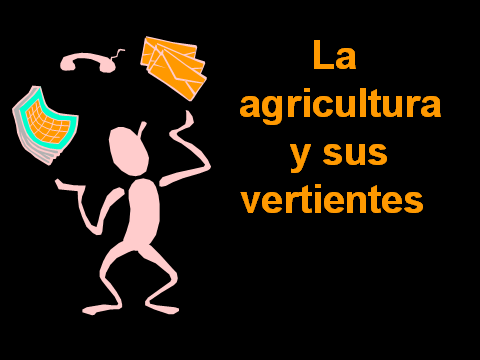 La
agricultura
y sus
vertientes